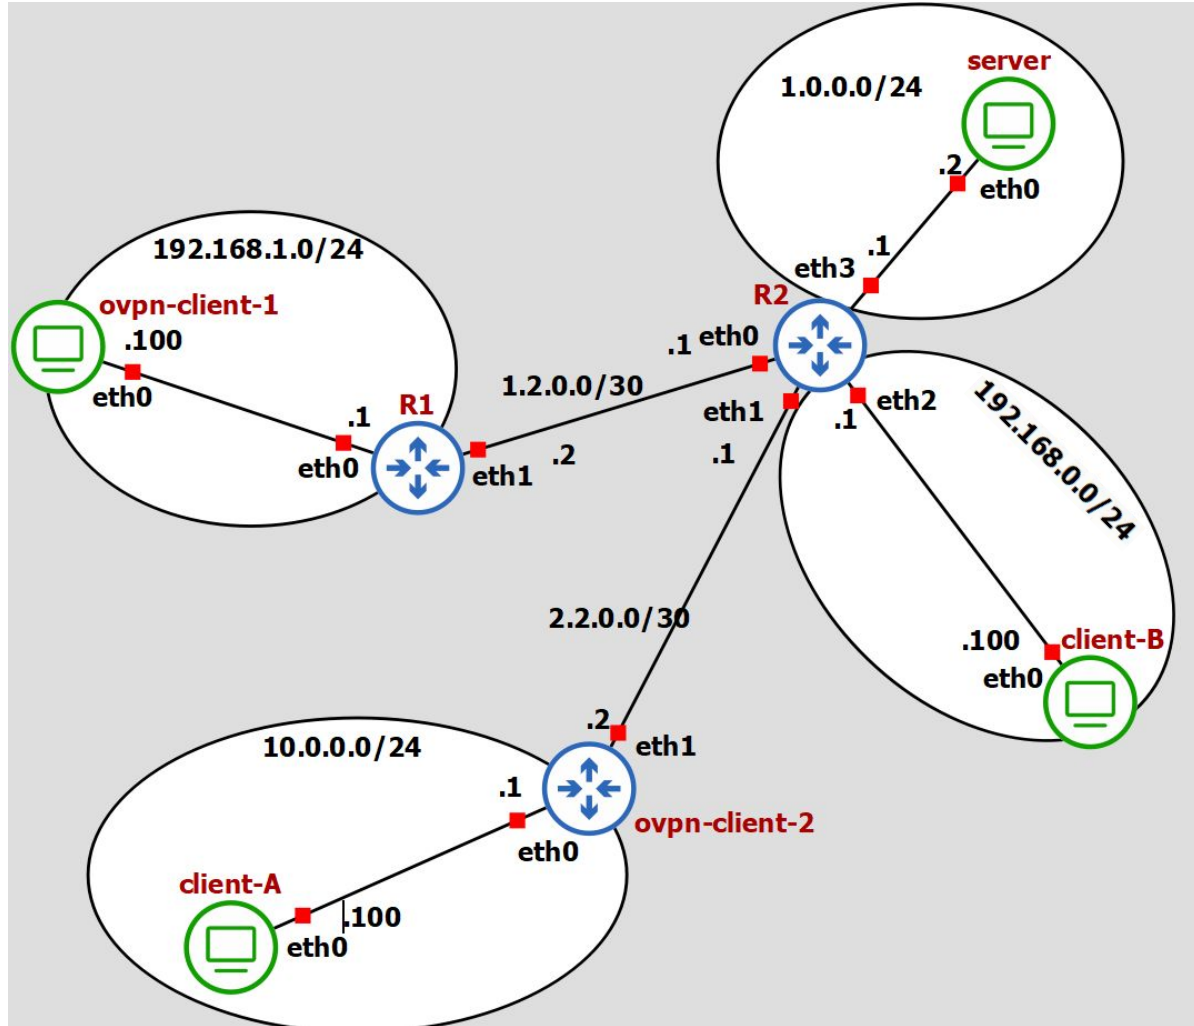 server
1.0.0.0/24
.2
eth0
.1
eth3
R2
192.168.1.0/24
ovpn-client-1
.100
eth0
.1
eth0
R1
eth1
.2
1.2.0.0/30
.1
eth0
eth1
.1
eth2
.1
192.168.0.0/24
.100
client-B
eth0
2.2.0.0/30
.2
eth1
10.0.0.0/24
.1
eth0
ovpn-client-2
client-A
.100
eth0